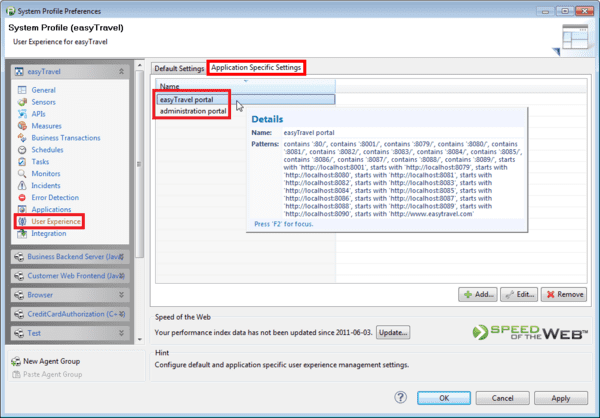 System Profile Preferences
System Profile (easyTravel)
User Experience for easyTravel
easyTravel
General
Sensors
APIs
Measures
Business Transactions
Schedules
Tasks
Monitors
Incidents
Error Detection
Applications
User Experience
Integration
Business Backend Server (Java)
Customer Web Frontend (Java)
Browser
CreditCardAuthorization (C++)
Test
New Agent Group
Paste Agent Group
Default Settings
Application Specific Settings
Name
easyTravel portal
administration portal
Details
Name: easyTravel portal
Patterns: contains ':80/', contains ':8001/', contains ':8079/', contains ':8080/', contains
':8081/', contains ':8082/', contains ':8083/', contains ':8084/', contains ':8085/',
contains ':8086/', contains ':8087/', contains ':8088/', contains ':8089/', starts
with 'http://localhost:8001', starts with 'http://localhost:8079', starts with
'http://localhost:8080', starts with 'http://localhost:8081', starts with
'http://localhost:8082', starts with 'http://localhost:8083', starts with
'http://localhost:8084', starts with 'http://localhost:8085', starts with
'http://localhost:8086', starts with 'http://localhost:8087', starts with
'http://localhost:8088', starts with 'http://localhost:8089', starts with
'http://localhost:8090', starts with 'http://www.easytravel.com'
Press 'F2' for focus.
Add...
Edit...
Remove
Speed of the Web
Your performance index data has not been updated since 2011-06-03.
Update...
SPEED
OF THE WEB
Hint
Configure default and application specific user experience management settings.
OK
Cancel
Apply